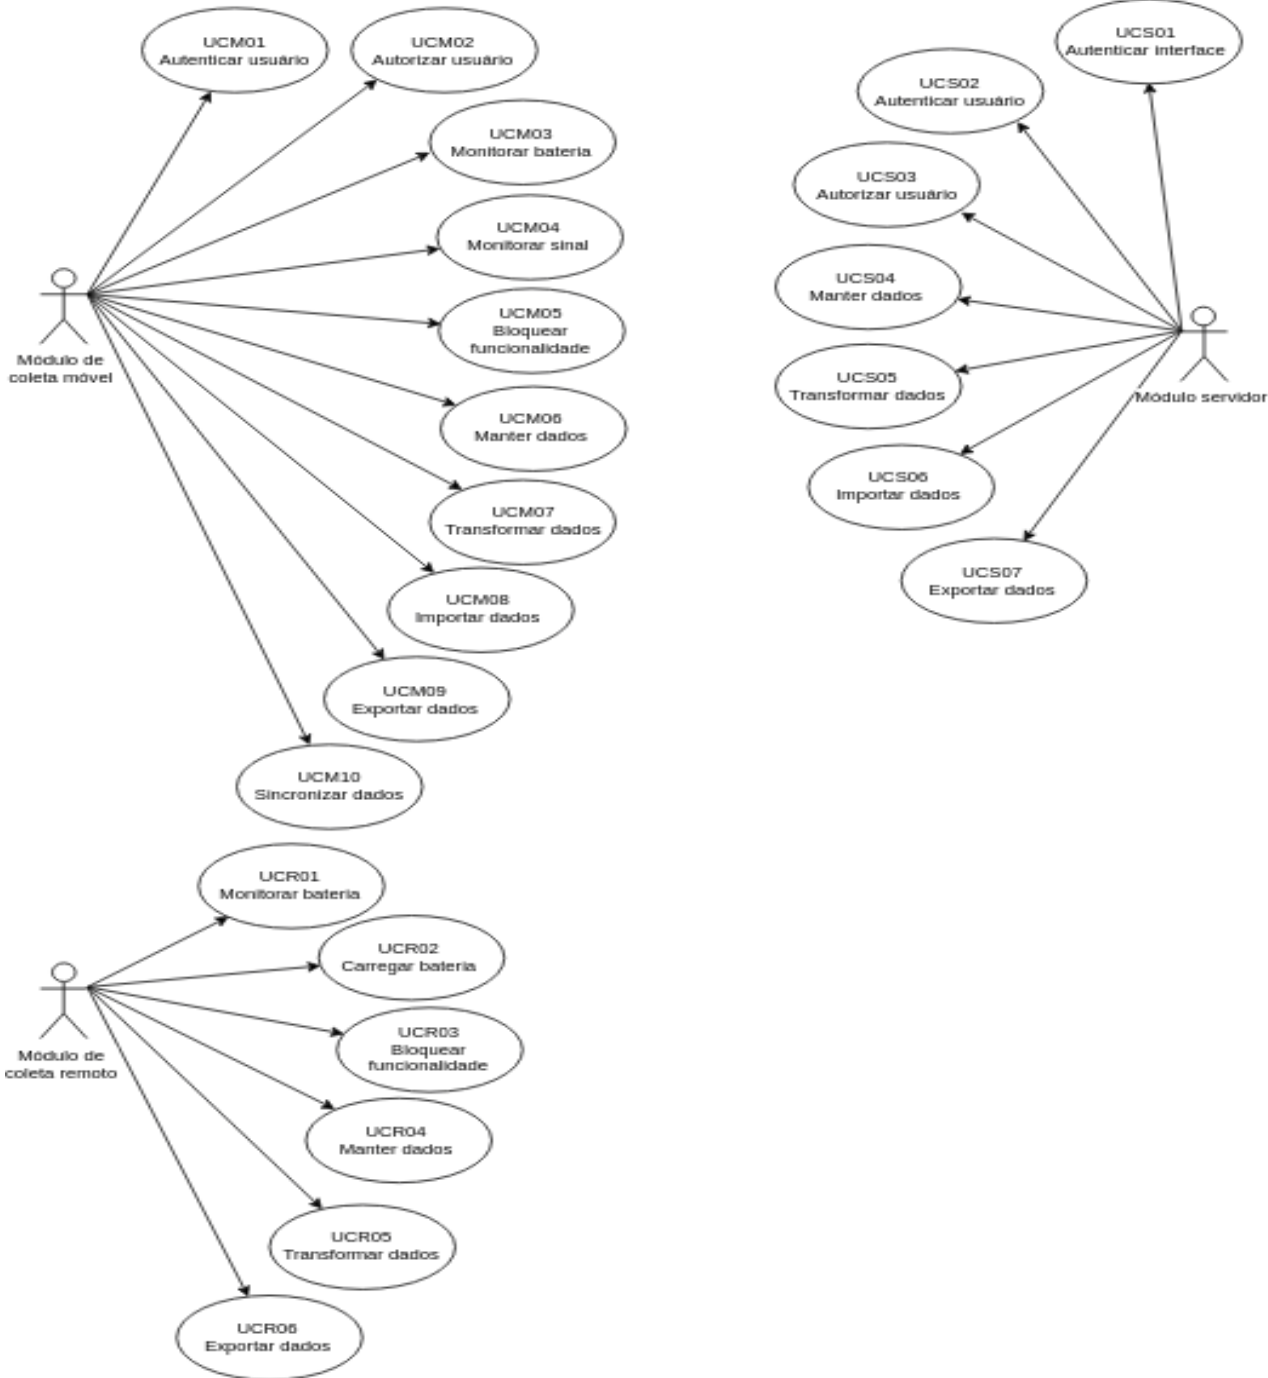 UCM01
Autenticar usuário
UCM02
Autorizar usuário
UCM03
Monitorar bateria
UCM04
Monitorar sinal
UCM05
Bloquear
funcionalidade
UCM06
Manter dados
UCM07
Transformar dados
UCM08
Importar dados
UCM09
Exportar dados
UCM10
Sincronizar dados
Módulo de
coleta móvel
UCS01
Autenticar interface
UCS02
Autenticar usuário
UCS03
Autorizar usuário
UCS04
Manter dados
UCS05
Transformar dados
UCS06
Importar dados
UCS07
Exportar dados
Módulo servidor
UCR01
Monitorar bateria
UCR02
Carregar bateria
UCR03
Bloquear
funcionalidade
UCR04
Manter dados
UCR05
Transformar dados
UCR06
Exportar dados
Módulo de
coleta remoto